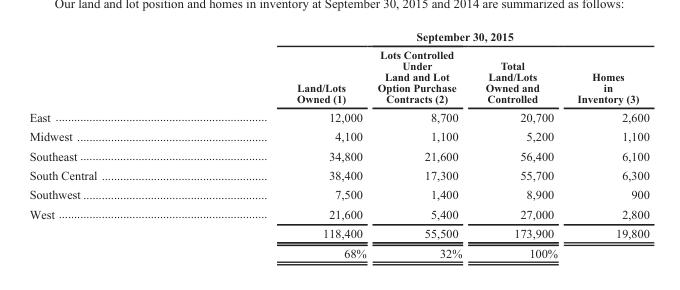 Our land and lot position and homes in inventory at September 30, 2015 and 2014 are summarized as follows:
September 30, 2015
Land/Lots Owned (1) Lots Controlled Under Land and Lot Option Purchase Contracts (2) Total Land/Lots Owned and Controlled Homes in Inventory (3)
East 12,000 8,700 20,700 2,600
Midwest 4,100 1,100 5,200 1,100
Southeast 34,800 21,600 56,400 6,100
South Central 38,400 17,300 55,700 6,300
Southwest 7,500 1,400 8,900 900
West 21,600 5,400 27,000 2,800
118,400 55,500 173,900 19,800
68% 32% 100%